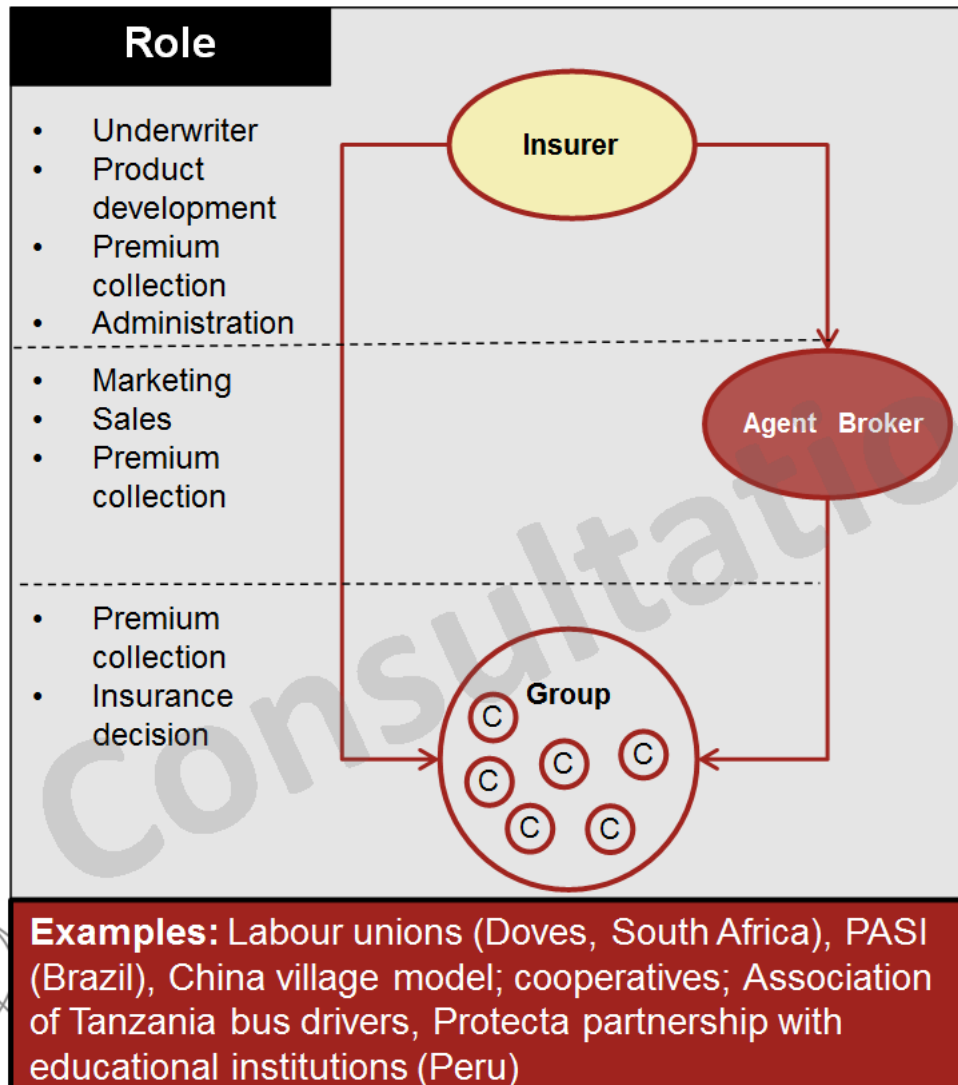 Role
• Underwriter
• Product
development
• Premium
collection
• Administration
Insurer
• Marketing
• Sales
• Premium
collection
Agent Broker
• Premium
collection
• Insurance
decision
Group
C
C
C
C
C
C
Consultatio
Examples: Labour unions (Doves, South Africa), PASI
(Brazil), China village model; cooperatives; Association
of Tanzania bus drivers, Protecta partnership with
educational institutions (Peru)